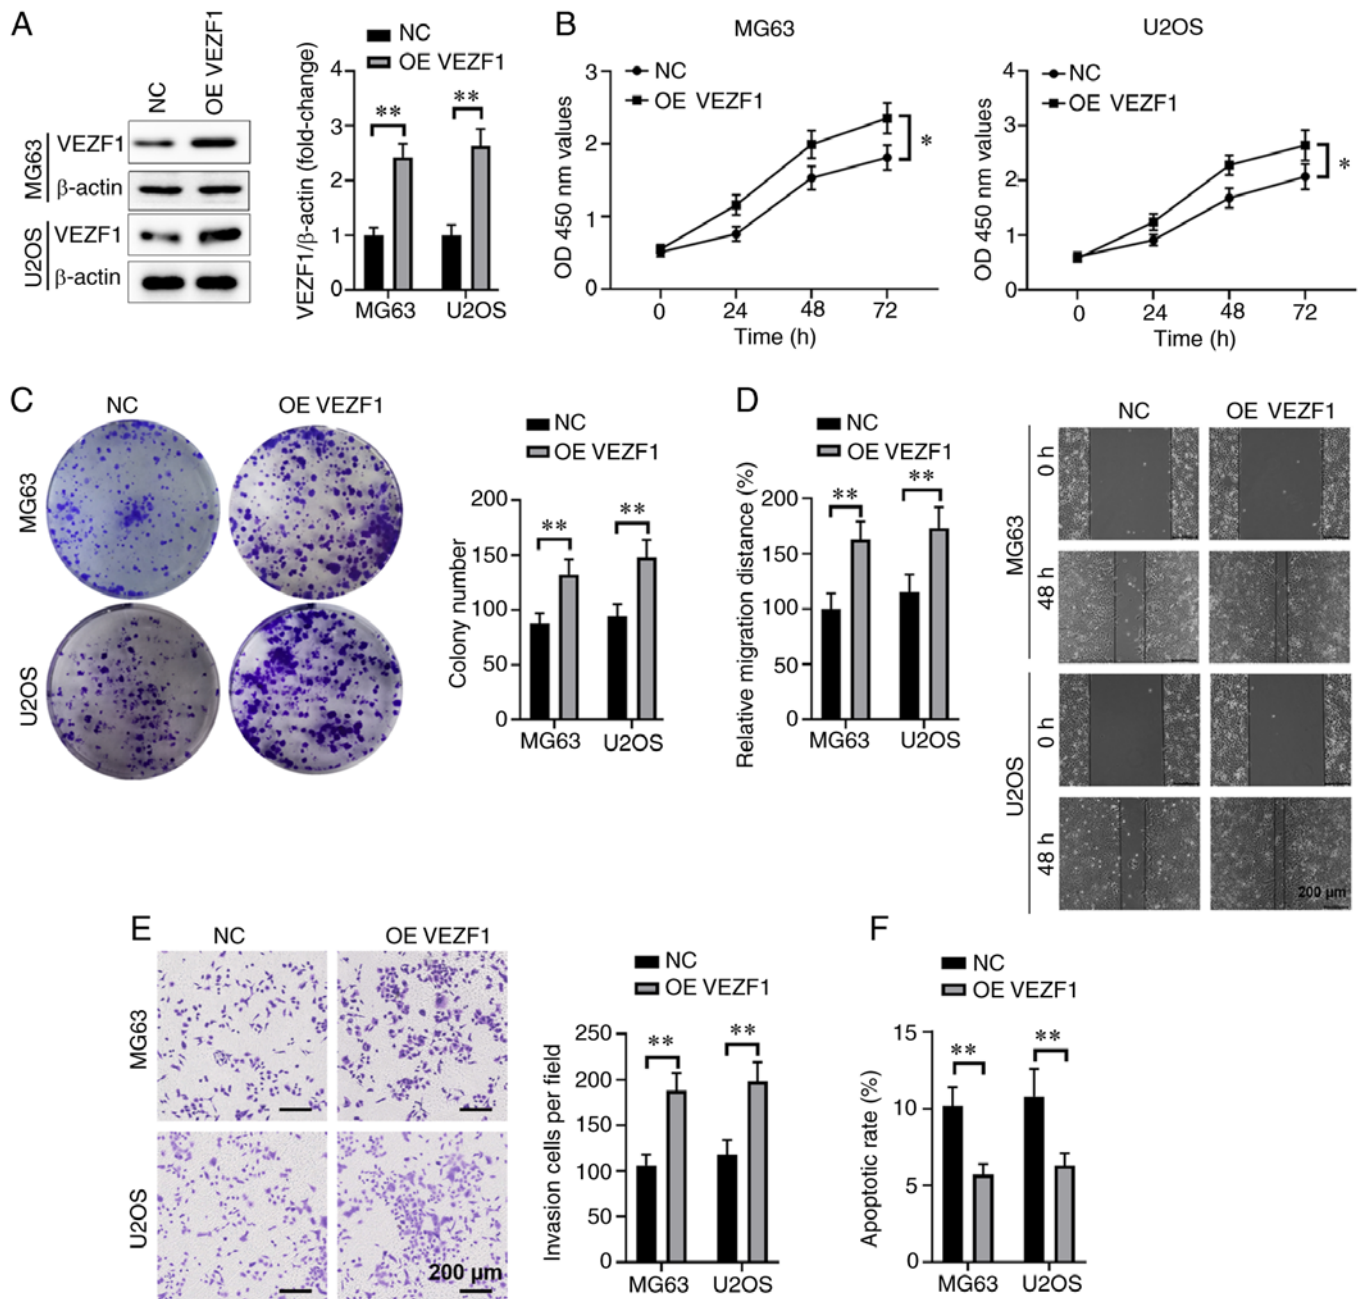 A
NC
OE VEZF1
MG63
VEZF1
β-actin
U2OS
VEZF1
β-actin
NC
OE VEZF1
VEZF1/β-actin (fold-change)
4
3
2
1
0
**
**
MG63
U2OS
B
MG63
NC
OE VEZF1
OD 450 nm values
3
2
1
0
*
0
24
48
72
Time (h)
U2OS
NC
OE VEZF1
OD 450 nm values
4
3
2
1
0
*
0
24
48
72
Time (h)
C
NC
OE VEZF1
MG63
U2OS
NC
OE VEZF1
Colony number
200
150
100
50
0
**
**
MG63
U2OS
D
NC
OE VEZF1
Relative migration distance (%)
200
150
100
50
0
**
**
MG63
U2OS
NC
OE VEZF1
MG63
0 h
48 h
U2OS
0 h
48 h
200 µm
E
NC
OE VEZF1
MG63
U2OS
200 µm
NC
OE VEZF1
Invasion cells per field
250
200
150
100
50
0
**
**
MG63
U2OS
F
NC
OE VEZF1
Apoptotic rate (%)
15
10
5
0
**
**
MG63
U2OS